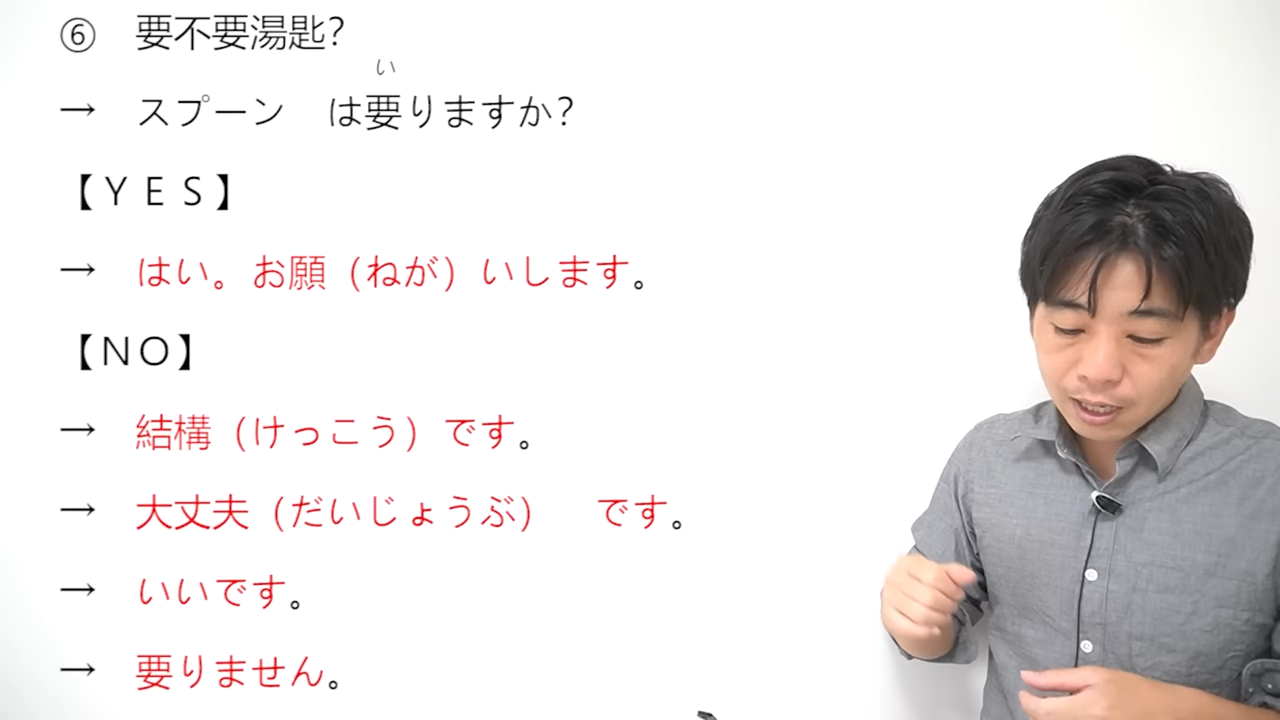 ⑥　要不要湯匙?
い
→　スプーン　は要りますか?
【ＹＥＳ】
→　はい。お願（ねが）いします。
【ＮＯ】
→　結構（けっこう）です。
→　大丈夫（だいじょうぶ）　です。
→　いいです。
→　要りません。